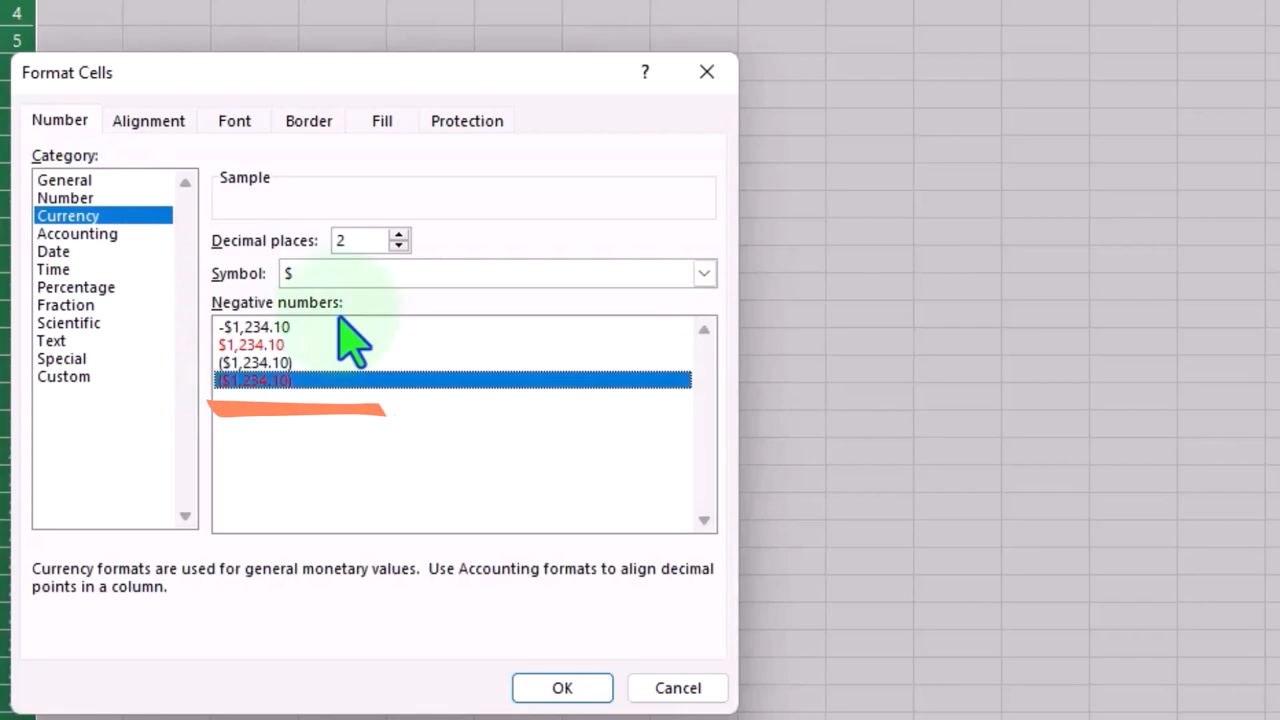 4
5
Format Cells
?
Number Alignment Font Border Fill Protection
Category:
General
Number
Currency
Accounting
Date
Time
Percentage
Fraction
Scientific
Text
Special
Custom
Sample
Decimal places: 2
Symbol: $
Negative numbers:
-$1,234.10
$1,234.10
($1,234.10)
($1,234.10)
Currency formats are used for general monetary values. Use Accounting formats to align decimal
points in a column.
OK Cancel